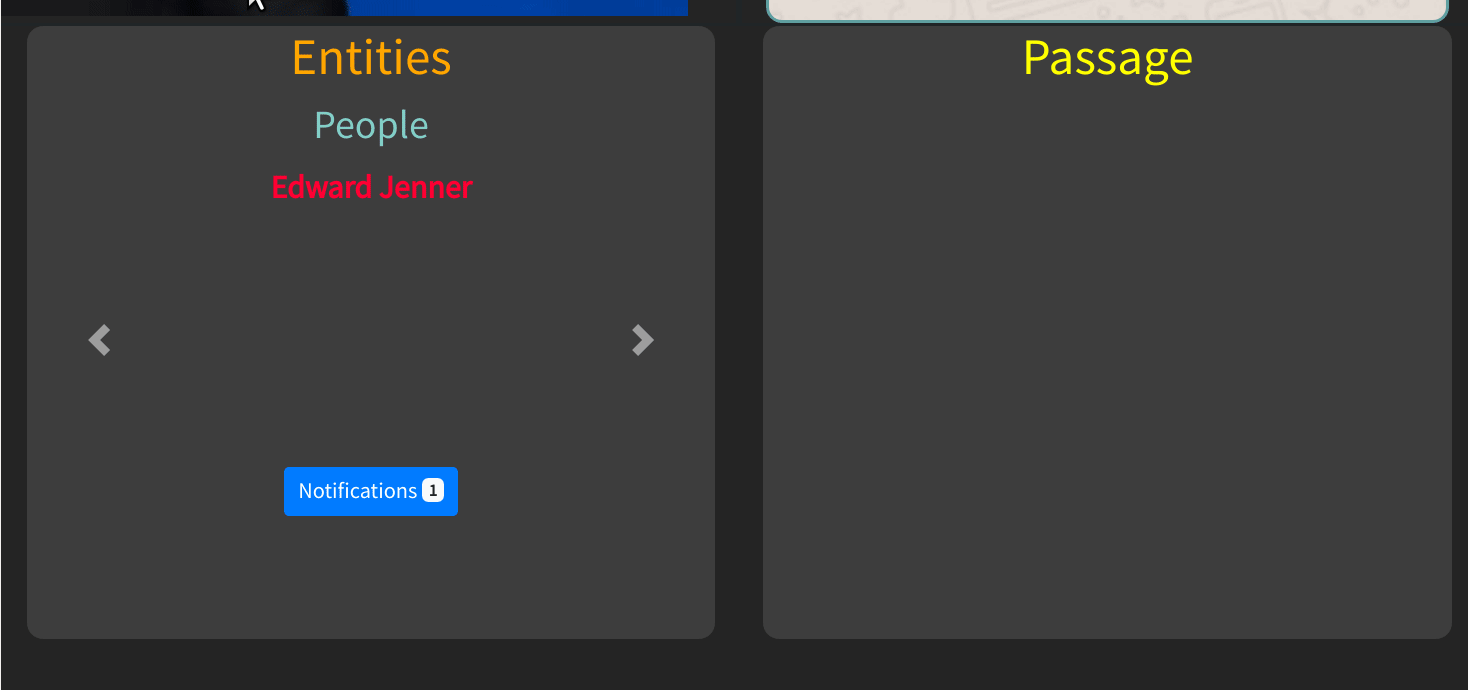 Entities
People
Edward Jenner
Notifications 1
Passage